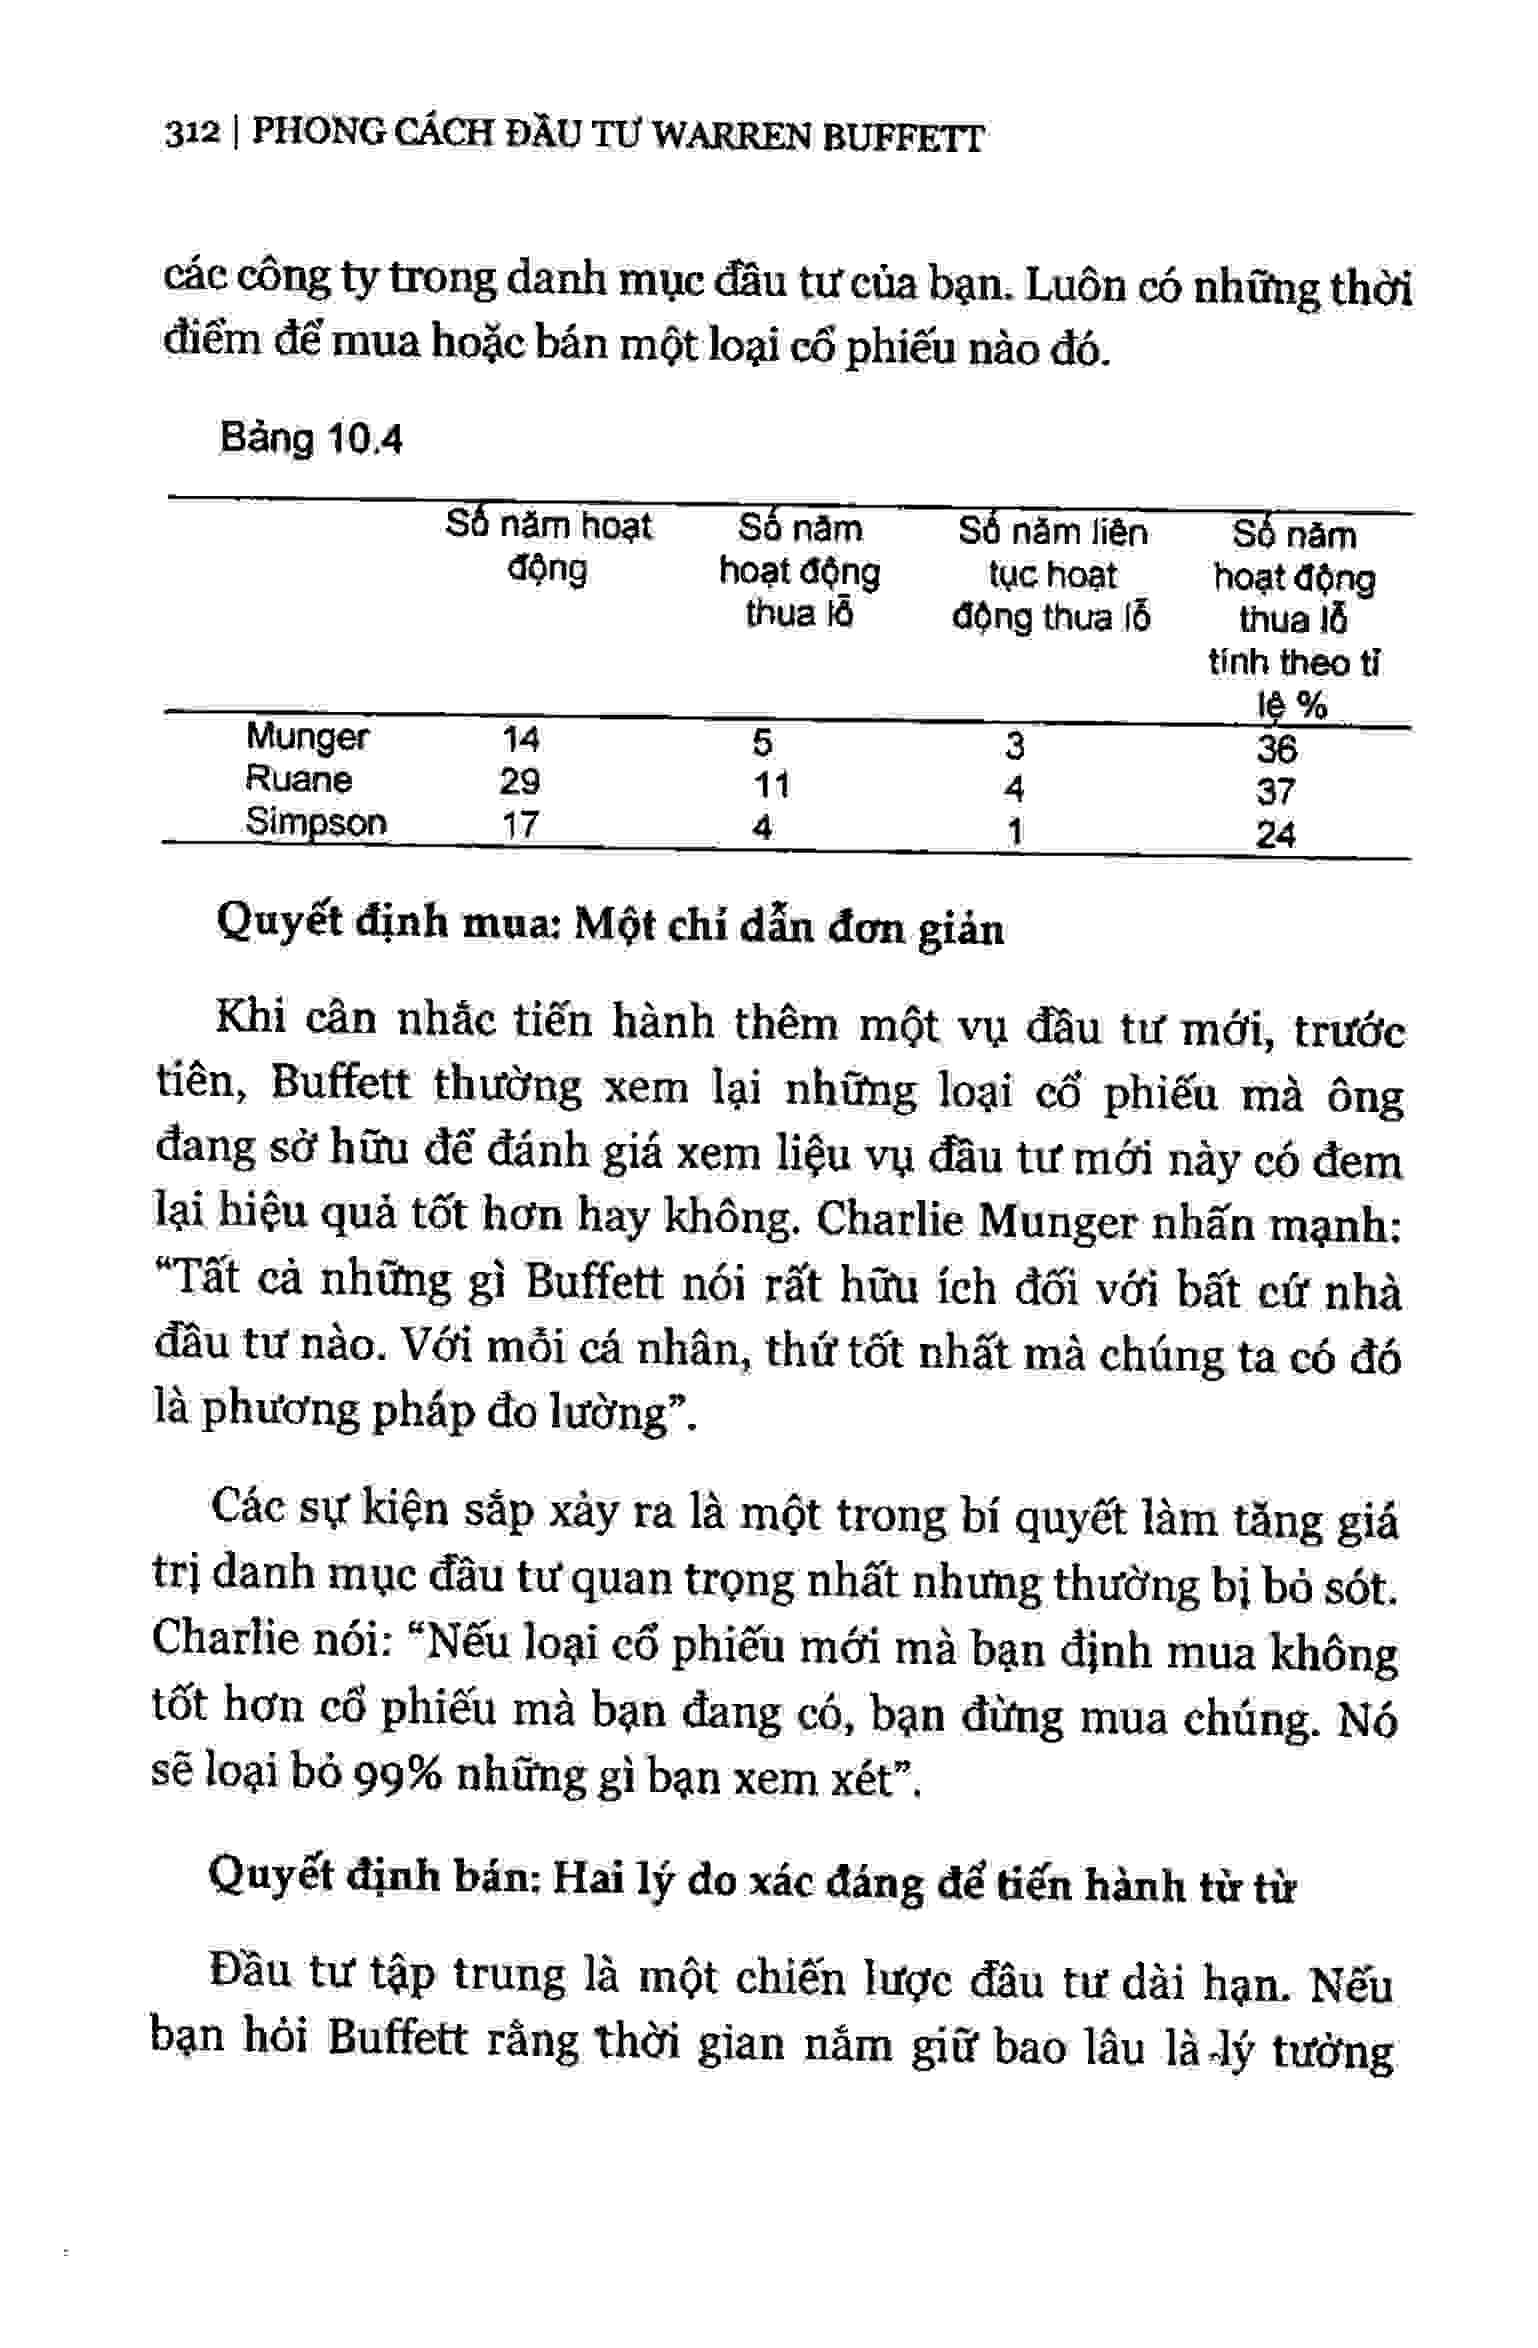 312 | PHONG CÁCH ĐẦU TƯ WARREN BUFFETT
các công ty trong danh mục đầu tư của bạn. Luôn có những thời
điểm để mua hoặc bán một loại cổ phiếu nào đó.
Bảng 10.4
Số năm hoạt động Số năm hoạt động thua lỗ Số năm liên tục hoạt động thua lỗ Số năm hoạt động thua lỗ tính theo tỉ lệ %
Munger 14 5 3 36
Ruane 29 11 4 37
Simpson 17 4 1 24
Quyết định mua: Một chỉ dẫn đơn giản
Khi cân nhắc tiến hành thêm một vụ đầu tư mới, trước
tiên, Buffett thường xem lại những loại cổ phiếu mà ông
đang sở hữu để đánh giá xem liệu vụ đầu tư mới này có đem
lại hiệu quả tốt hơn hay không. Charlie Munger nhấn mạnh:
“Tất cả những gì Buffett nói rất hữu ích đối với bất cứ nhà
đầu tư nào. Với mỗi cá nhân, thứ tốt nhất mà chúng ta có đó
là phương pháp đo lường”.
Các sự kiện sắp xảy ra là một trong bí quyết làm tăng giá
trị danh mục đầu tư quan trọng nhất nhưng thường bị bỏ sót.
Charlie nói: “Nếu loại cổ phiếu mới mà bạn định mua không
tốt hơn cổ phiếu mà bạn đang có, bạn đừng mua chúng. Nó
sẽ loại bỏ 99% những gì bạn xem xét”.
Quyết định bán: Hai lý do xác đáng để tiến hành từ từ
Đầu tư tập trung là một chiến lược đầu tư dài hạn. Nếu
bạn hỏi Buffett rằng thời gian nắm giữ bao lâu là lý tưởng